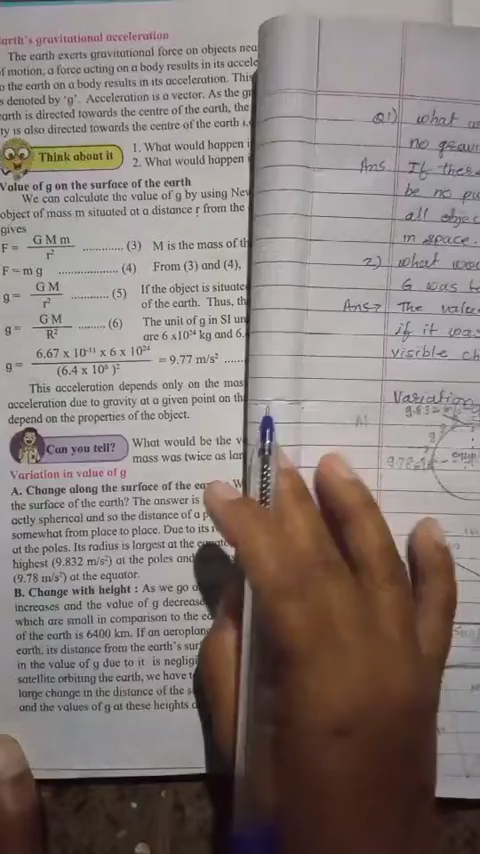 arth's gravitational acceleration
The earth exerts gravitational force on objects nea
of motion, a force acting on a body results in its accele
o the earth on a body results in its acceleration. This
s denoted by 'g'. Acceleration is a vector. As the gr
earth is directed towards the centre of the earth, the
ty is also directed towards the centre of the earth i.e
Think about it
1. What would happen i
2. What would happen
Value of g on the surface of the earth
We can calculate the value of g by using New
object of mass m situated at a distance r from the
gives
F = G M m / r² ............ (3) M is the mass of th
F = m g .................. (4) From (3) and (4),
g = G M / r² ........... (5) If the object is situate
of the earth. Thus, th
g = G M / R² ........ (6) The unit of g in SI un
are 6 x10²⁴ kg and 6.
g = 6.67 x 10⁻¹¹ x 6 x 10²⁴ / (6.4 x 10⁶ )² = 9.77 m/s² ......
This acceleration depends only on the mas
acceleration due to gravity at a given point on th
depend on the properties of the object.
Can you tell?
What would be the v
mass was twice as lar
Variation in value of g
A. Change along the surface of the ear
the surface of the earth? The answer is
actly spherical and so the distance of a p
somewhat from place to place. Due to its
at the poles. Its radius is largest at the
highest (9.832 m/s²) at the poles and
(9.78 m/s²) at the equator.
B. Change with height : As we go
increases and the value of g decreas
which are small in comparison to the
of the earth is 6400 km. If an aeroplan
earth, its distance from the earth's sur
in the value of g due to it is neglig
satellite orbiting the earth, we have t
large change in the distance of the s
and the values of g at these heights
Q1) what
no grav
Ans If there
be no pu
all objec
in space.
2) what wou
G was t
Ans→ The value
if it was
visible ch
Variation
9.832 m/s